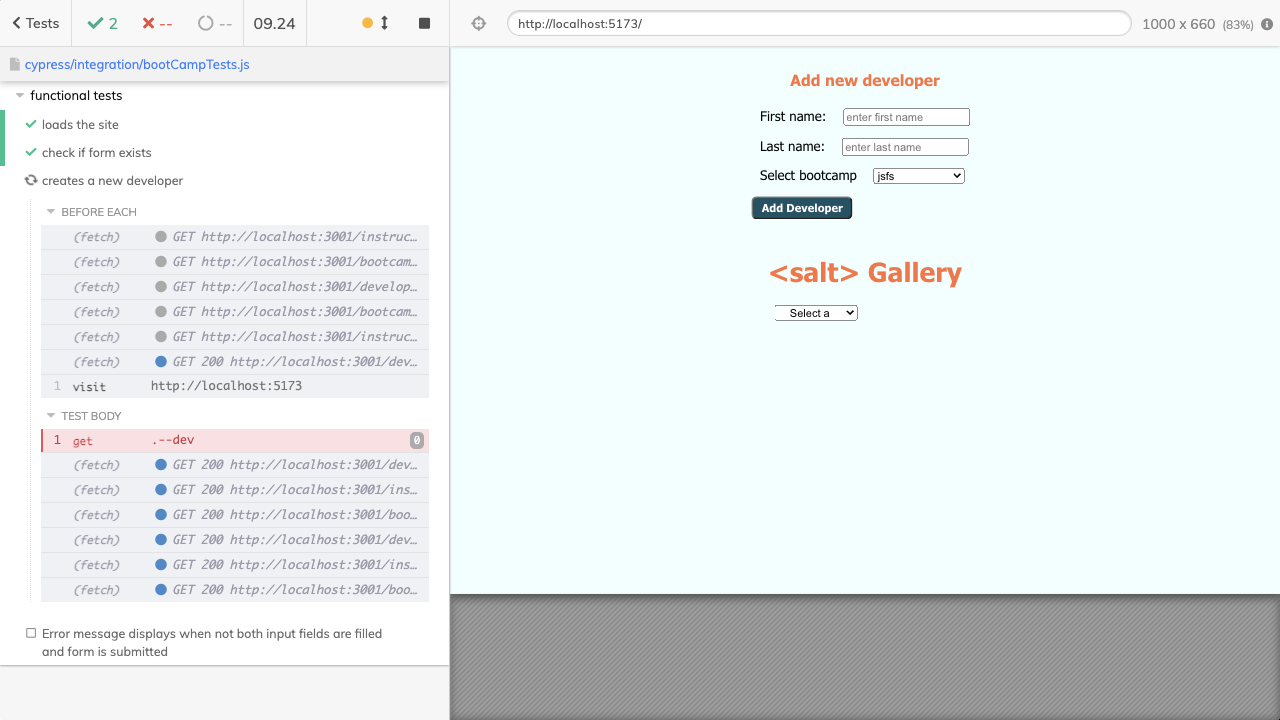 Tests
2
--
--
09.24
http://localhost:5173/
1000 x 660 (83%)
cypress/integration/bootCampTests.js
functional tests
loads the site
check if form exists
creates a new developer
BEFORE EACH
(fetch) GET http://localhost:3001/instruc…
(fetch) GET http://localhost:3001/bootcam…
(fetch) GET http://localhost:3001/develop…
(fetch) GET http://localhost:3001/bootcam…
(fetch) GET http://localhost:3001/instruc…
(fetch) GET 200 http://localhost:3001/dev…
1 visit http://localhost:5173
TEST BODY
1 get .--dev 0
(fetch) GET 200 http://localhost:3001/dev…
(fetch) GET 200 http://localhost:3001/ins…
(fetch) GET 200 http://localhost:3001/boo…
(fetch) GET 200 http://localhost:3001/dev…
(fetch) GET 200 http://localhost:3001/ins…
(fetch) GET 200 http://localhost:3001/boo…
Error message displays when not both input fields are filled
and form is submitted
Add new developer
First name: enter first name
Last name: enter last name
Select bootcamp jsfs
Add Developer
<salt> Gallery
Select a